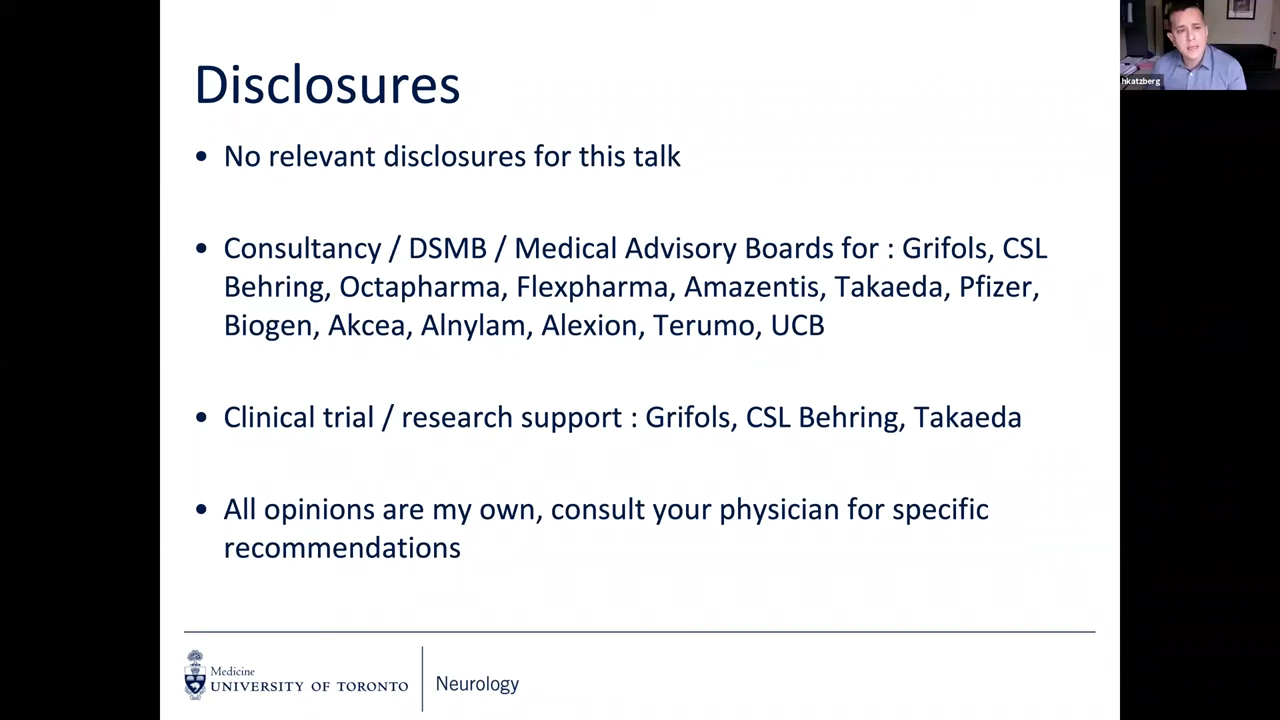 Disclosures
• No relevant disclosures for this talk
• Consultancy / DSMB / Medical Advisory Boards for : Grifols, CSL
Behring, Octapharma, Flexpharma, Amazentis, Takaeda, Pfizer,
Biogen, Akcea, Alnylam, Alexion, Terumo, UCB
• Clinical trial / research support : Grifols, CSL Behring, Takaeda
• All opinions are my own, consult your physician for specific
recommendations
Medicine
UNIVERSITY OF TORONTO
Neurology
hkatzberg